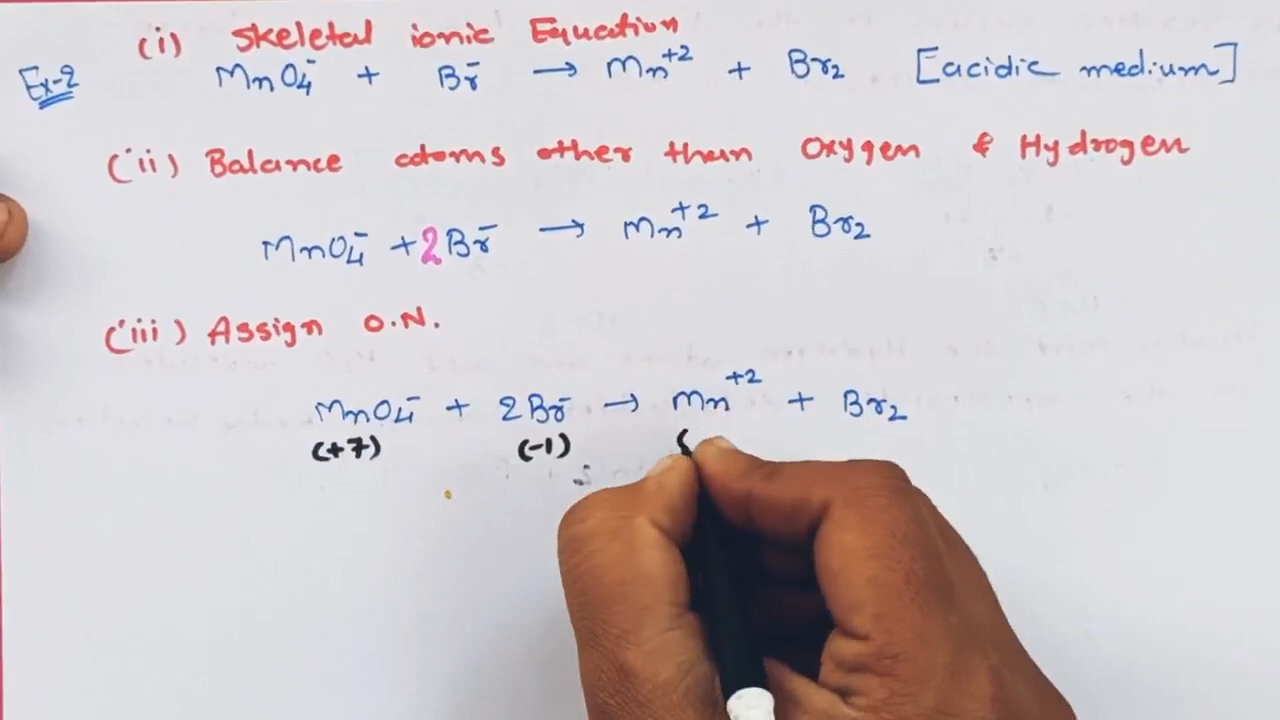 (i) Skeletal ionic Equation
Ex-2 MnO₄⁻ + Br⁻ → Mn⁺² + Br₂ [acidic medium]
(ii) Balance atoms other than Oxygen & Hydrogen
MnO₄⁻ + 2Br⁻ → Mn⁺² + Br₂
(iii) Assign O.N.
MnO₄⁻ + 2Br⁻ → Mn⁺² + Br₂
(+7) (-1) (